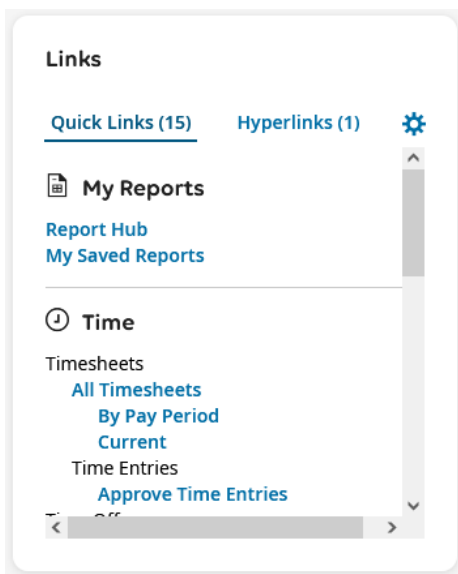 Links
Quick Links (15) Hyperlinks (1)
My Reports
Report Hub
My Saved Reports
Time
Timesheets
All Timesheets
By Pay Period
Current
Time Entries
Approve Time Entries